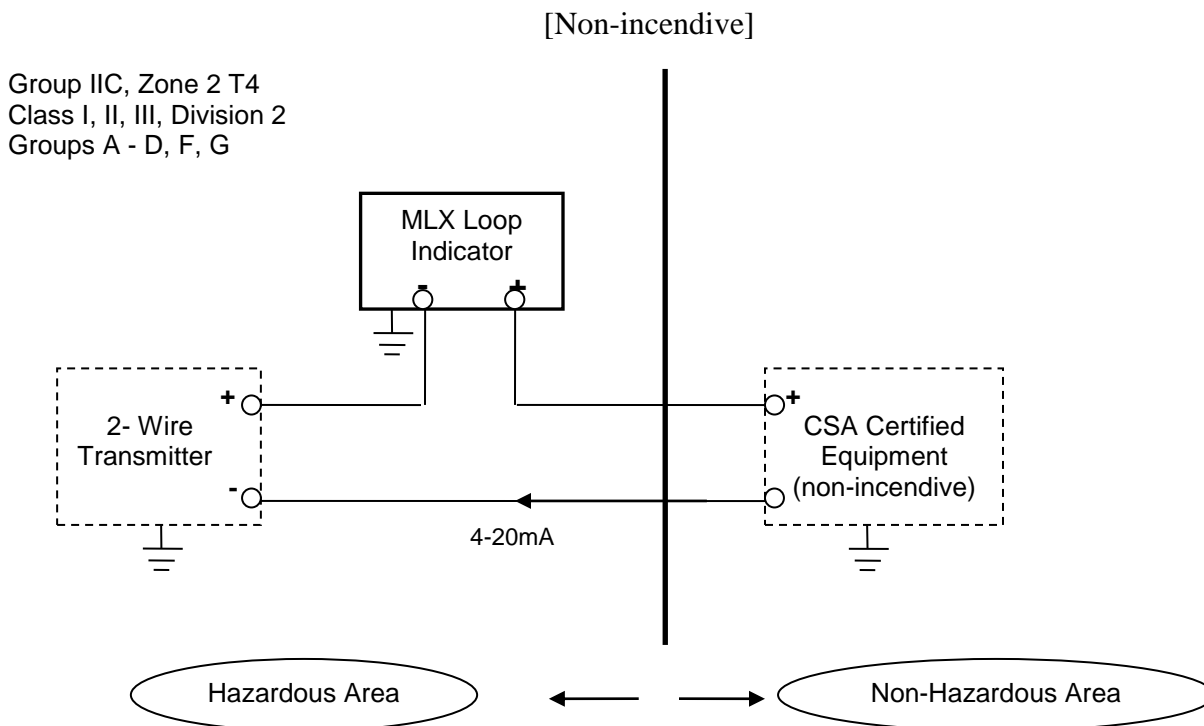 [Non-incendive]
Group IIC, Zone 2 T4
Class I, II, III, Division 2
Groups A - D, F, G
MLX Loop
Indicator
- +
+
2- Wire
Transmitter
-
+
CSA Certified
Equipment
(non-incendive)
4-20mA
Hazardous Area
Non-Hazardous Area